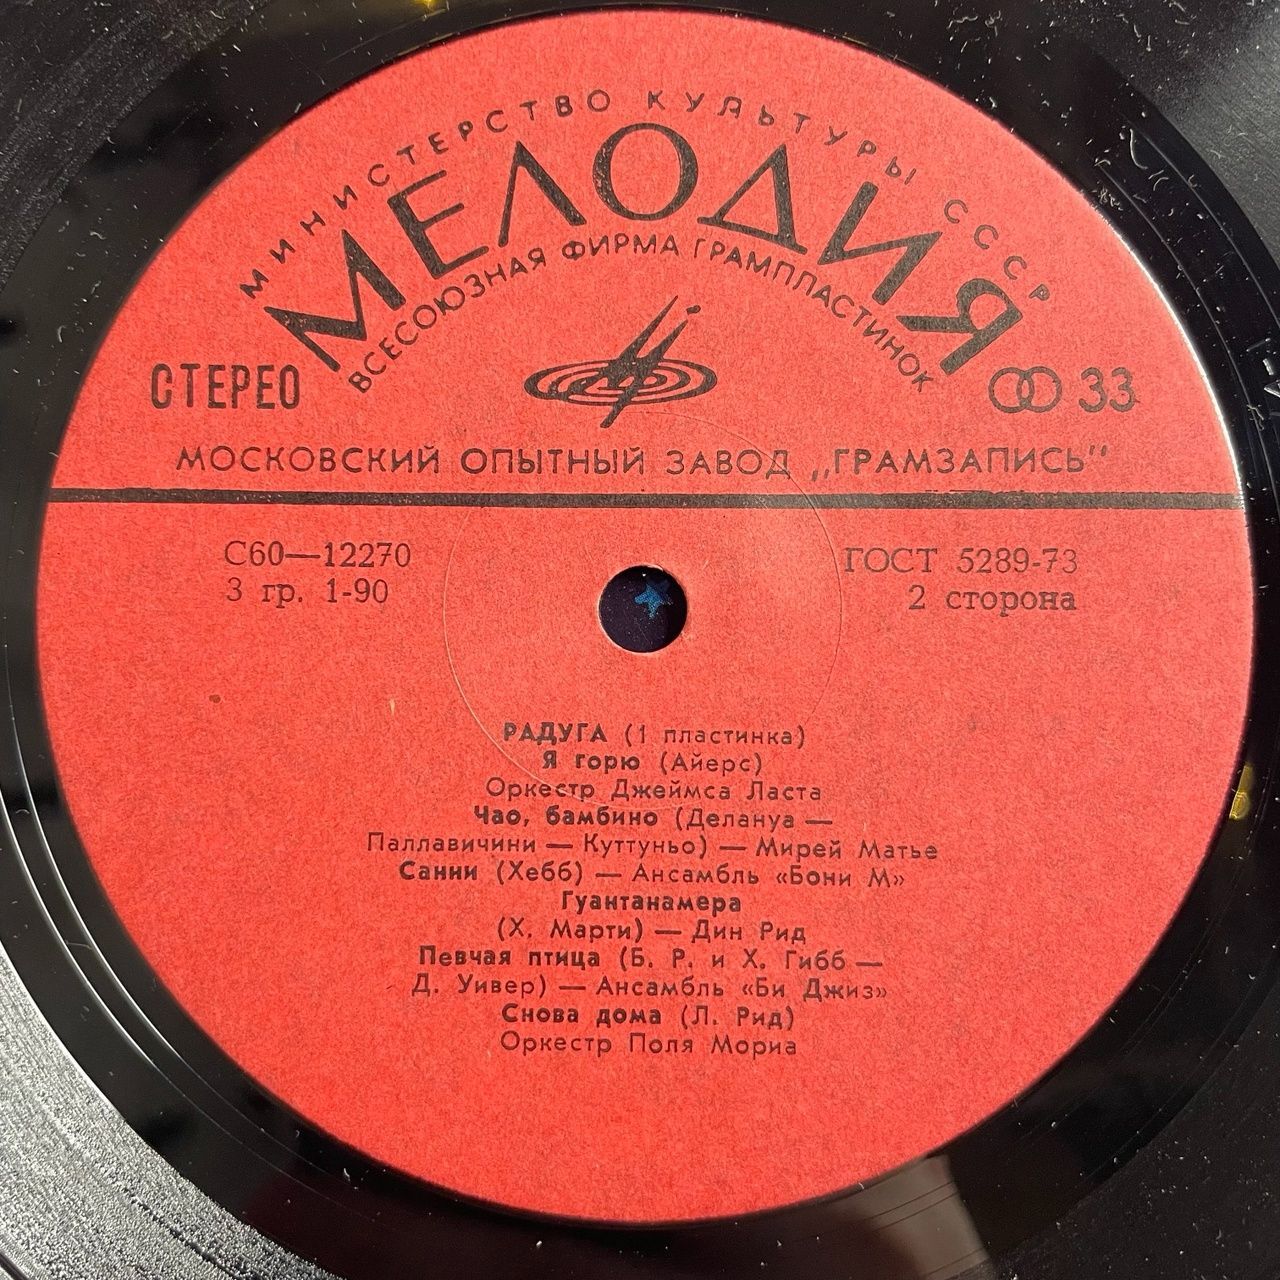 МИНИСТЕРСТВО КУЛЬТУРЫ СССР
МЕЛОДИЯ
ВСЕСОЮЗНАЯ ФИРМА ГРАМПЛАСТИНОК
СТЕРЕО
33
МОСКОВСКИЙ ОПЫТНЫЙ ЗАВОД „ГРАМЗАПИСЬ"
С60—12270
3 гр. 1-90
ГОСТ 5289-73
2 сторона
РАДУГА (1 пластинка)
Я горю (Айерс)
Оркестр Джеймса Ласта
Чао, бамбино (Делануа —
Паллавичини — Куттуньо) — Мирей Матье
Санни (Хебб) — Ансамбль «Бони М»
Гуантанамера
(Х. Марти) — Дин Рид
Певчая птица (Б. Р. и Х. Гибб —
Д. Уивер) — Ансамбль «Би Джиз»
Снова дома (Л. Рид)
Оркестр Поля Мориа